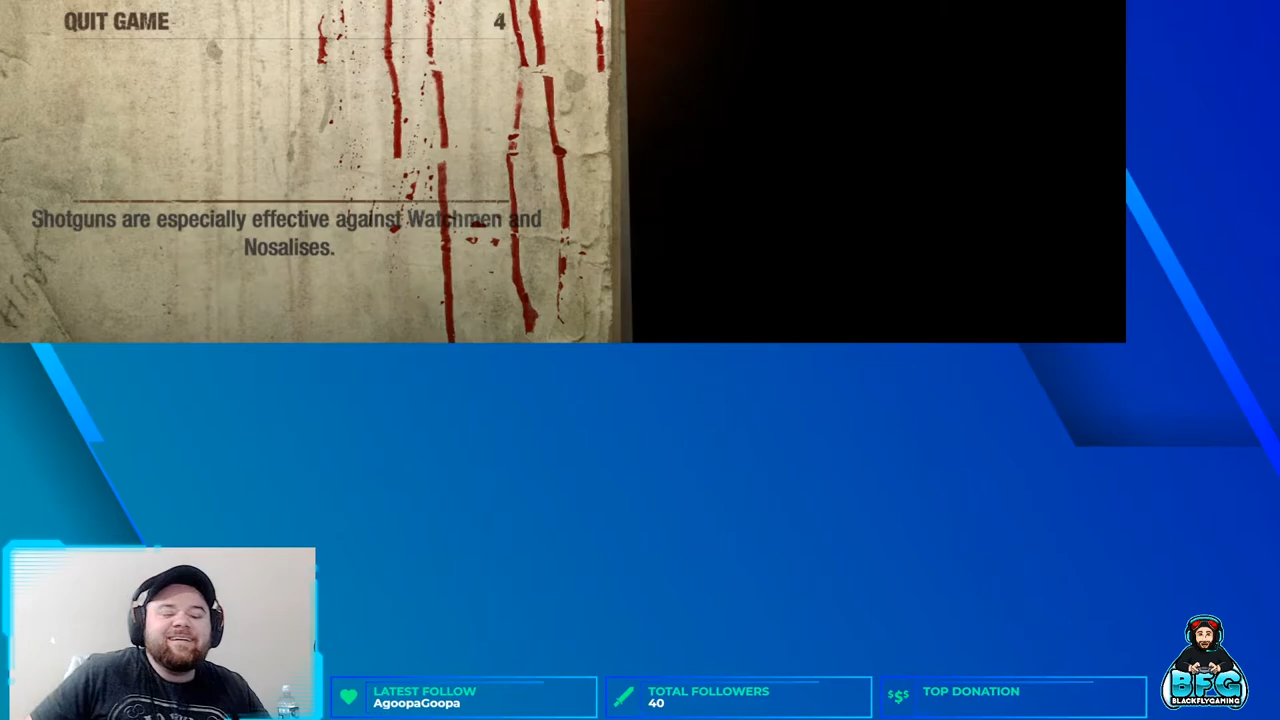 QUIT GAME 4
Shotguns are especially effective against Watchmen and
Nosalises.
LATEST FOLLOW
AgoopaGoopa
TOTAL FOLLOWERS
40
$$$
TOP DONATION
BFG
BLACKFLYGAMING